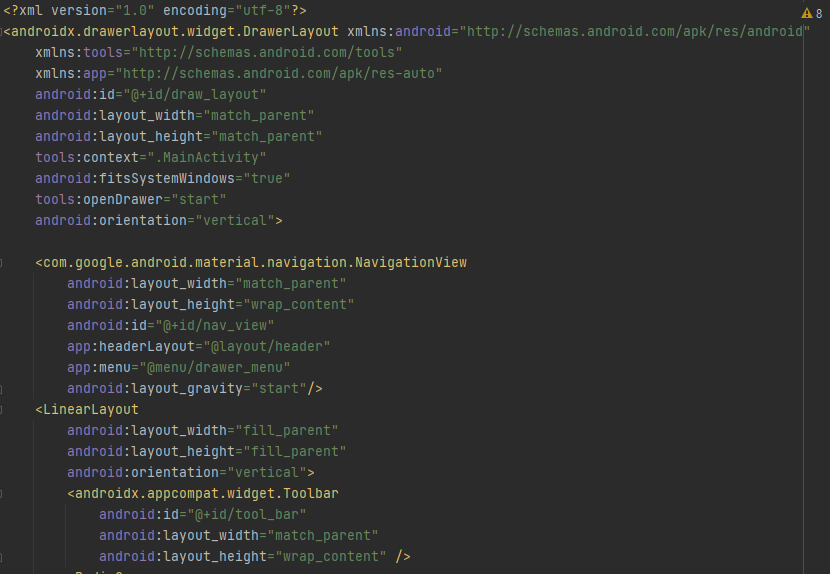 <?xml version="1.0" encoding="utf-8"?>
8
<androidx.drawerlayout.widget.DrawerLayout xmlns:android="http://schemas.android.com/apk/res/android"
    xmlns:tools="http://schemas.android.com/tools"
    xmlns:app="http://schemas.android.com/apk/res-auto"
    android:id="@+id/draw_layout"
    android:layout_width="match_parent"
    android:layout_height="match_parent"
    tools:context=".MainActivity"
    android:fitsSystemWindows="true"
    tools:openDrawer="start"
    android:orientation="vertical">
    <com.google.android.material.navigation.NavigationView
        android:layout_width="match_parent"
        android:layout_height="wrap_content"
        android:id="@+id/nav_view"
        app:headerLayout="@layout/header"
        app:menu="@menu/drawer_menu"
        android:layout_gravity="start"/>
    <LinearLayout
        android:layout_width="fill_parent"
        android:layout_height="fill_parent"
        android:orientation="vertical">
        <androidx.appcompat.widget.Toolbar
            android:id="@+id/tool_bar"
            android:layout_width="match_parent"
            android:layout_height="wrap_content" />